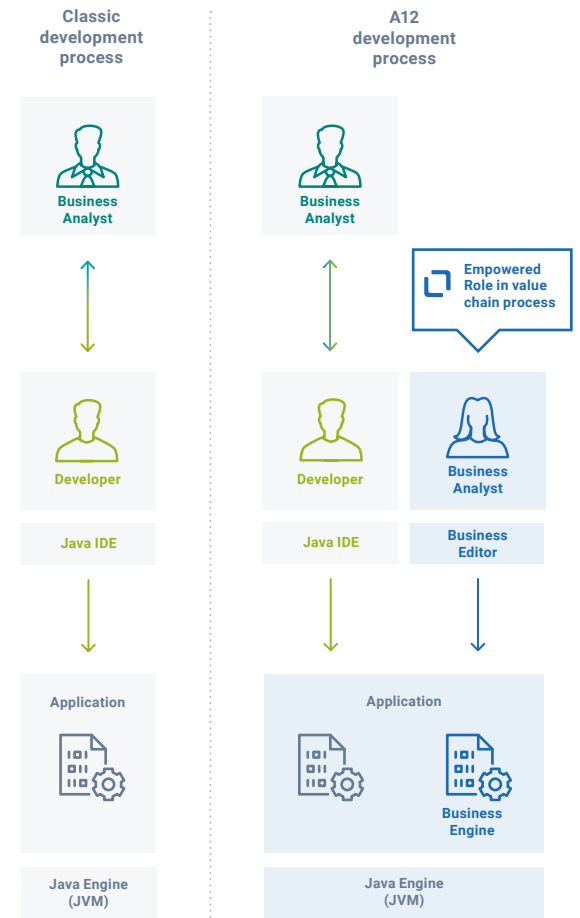 Classic
development
process
Business
Analyst
Developer
Java IDE
Application
Java Engine
(JVM)
A12
development
process
Business
Analyst
Empowered
Role in value
chain process
Developer
Business
Analyst
Java IDE
Business
Editor
Application
Business
Engine
Java Engine
(JVM)